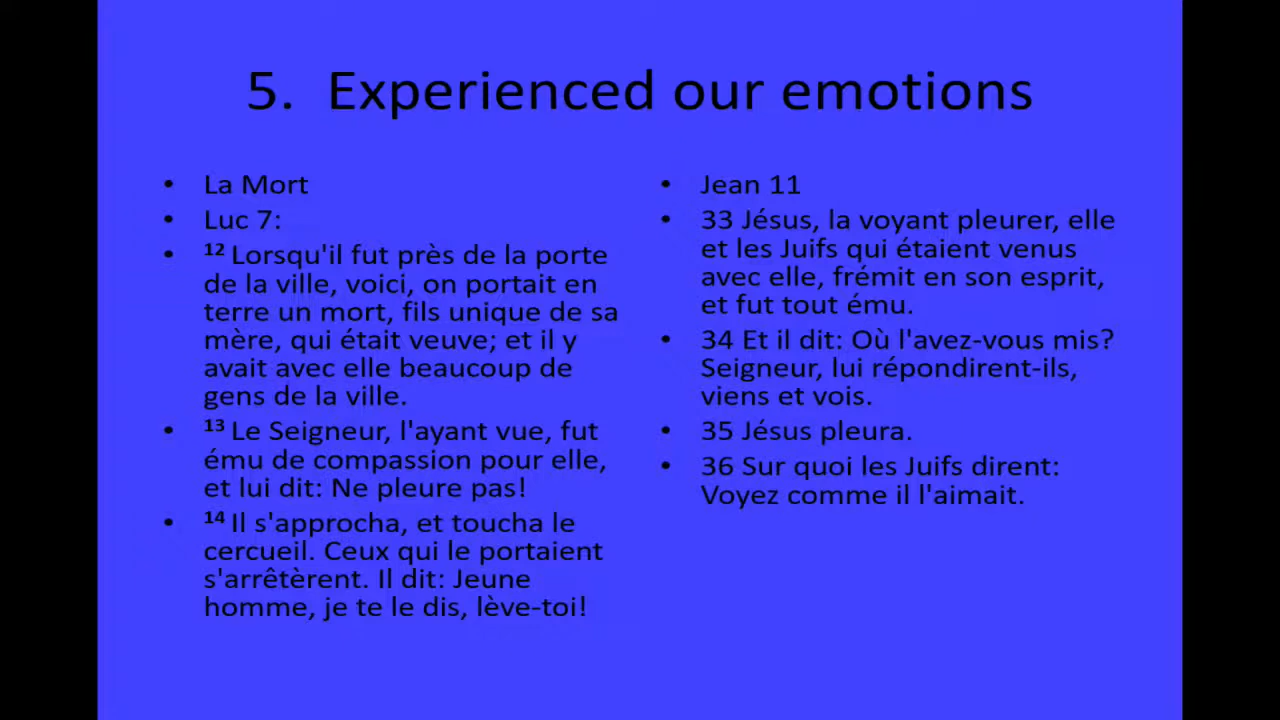 5. Experienced our emotions
• La Mort
• Luc 7:
• 12 Lorsqu'il fut près de la porte
de la ville, voici, on portait en
terre un mort, fils unique de sa
mère, qui était veuve; et il y
avait avec elle beaucoup de
gens de la ville.
• 13 Le Seigneur, l'ayant vue, fut
ému de compassion pour elle,
et lui dit: Ne pleure pas!
• 14 Il s'approcha, et toucha le
cercueil. Ceux qui le portaient
s'arrêtèrent. Il dit: Jeune
homme, je te le dis, lève-toi!
• Jean 11
• 33 Jésus, la voyant pleurer, elle
et les Juifs qui étaient venus
avec elle, frémit en son esprit,
et fut tout ému.
• 34 Et il dit: Où l'avez-vous mis?
Seigneur, lui répondirent-ils,
viens et vois.
• 35 Jésus pleura.
• 36 Sur quoi les Juifs dirent:
Voyez comme il l'aimait.